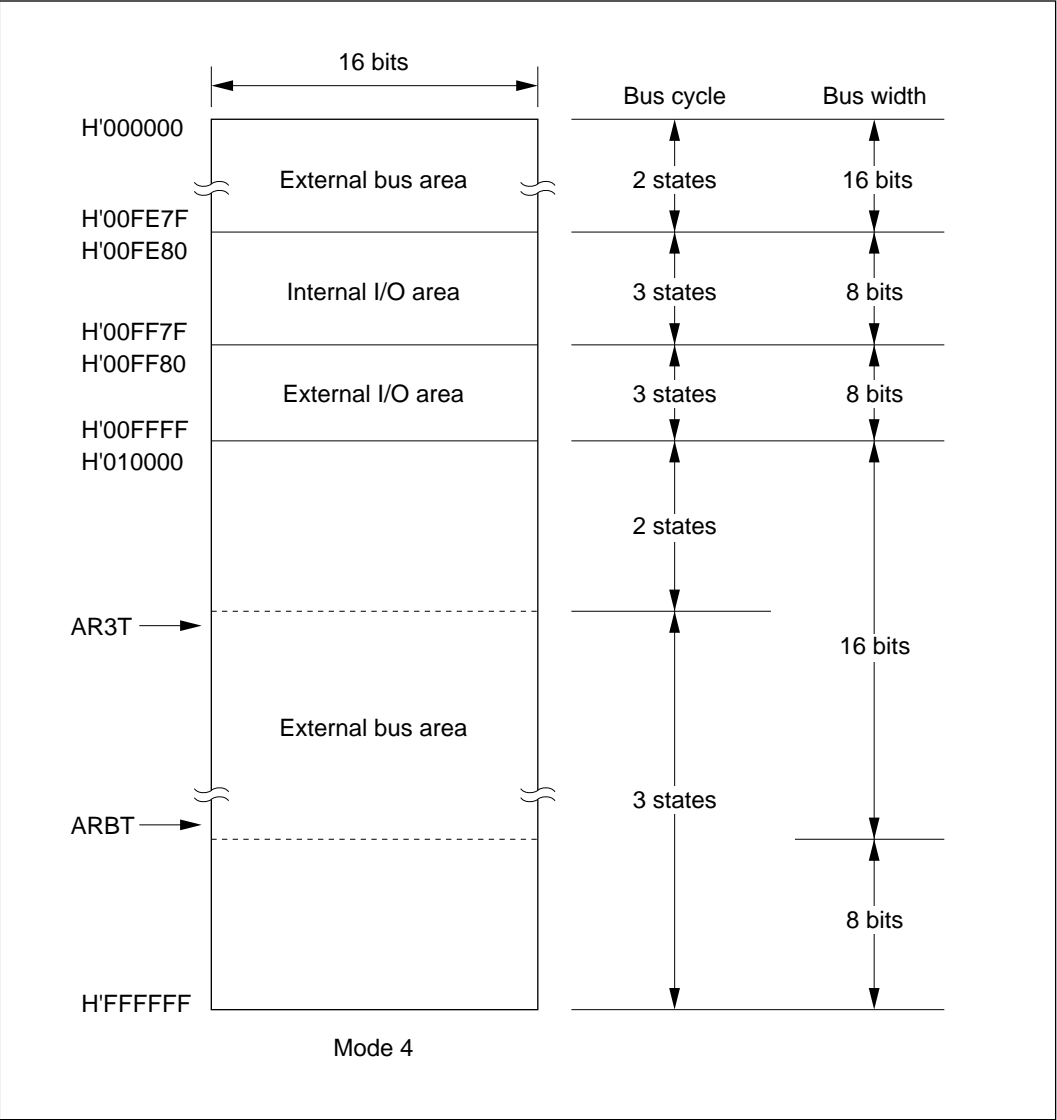 16 bits
Bus cycle Bus width
H'000000
External bus area 2 states 16 bits
H'00FE7F
H'00FE80
Internal I/O area 3 states 8 bits
H'00FF7F
H'00FF80
External I/O area 3 states 8 bits
H'00FFFF
H'010000
2 states
AR3T
16 bits
External bus area
3 states
ARBT
8 bits
H'FFFFFF
Mode 4